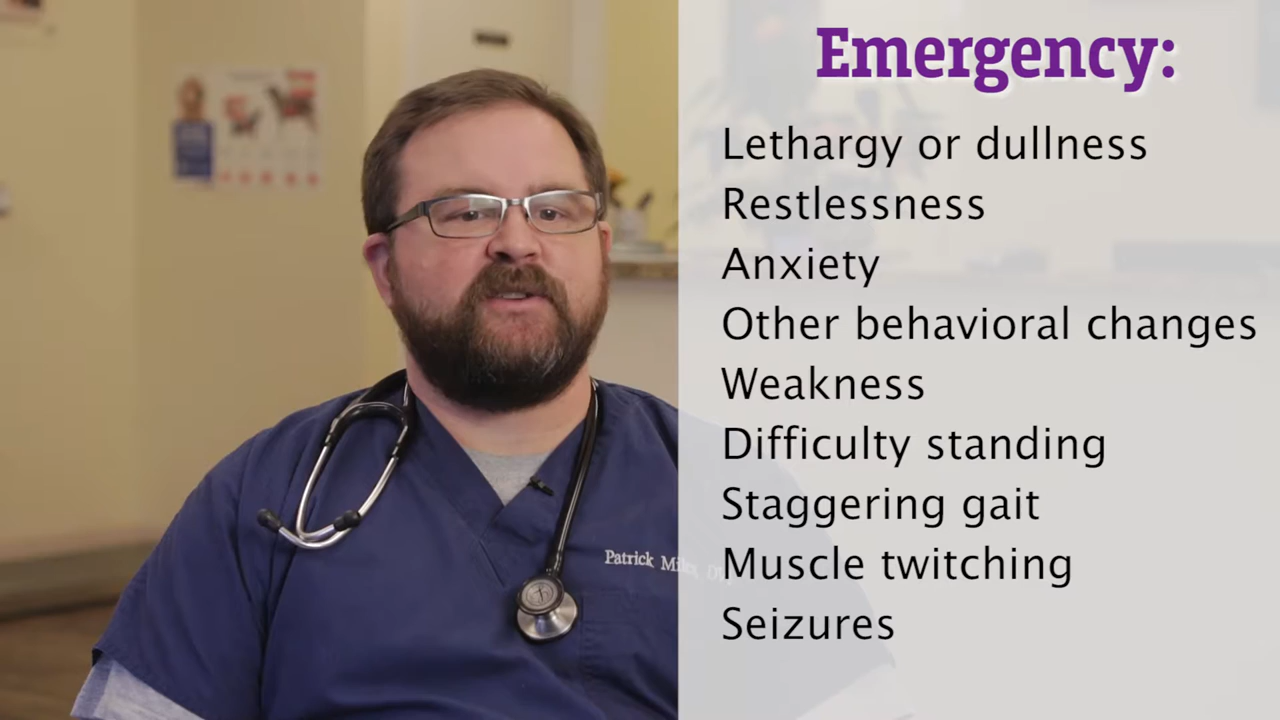 Emergency:
Lethargy or dullness
Restlessness
Anxiety
Other behavioral changes
Weakness
Difficulty standing
Staggering gait
Muscle twitching
Seizures
Patrick